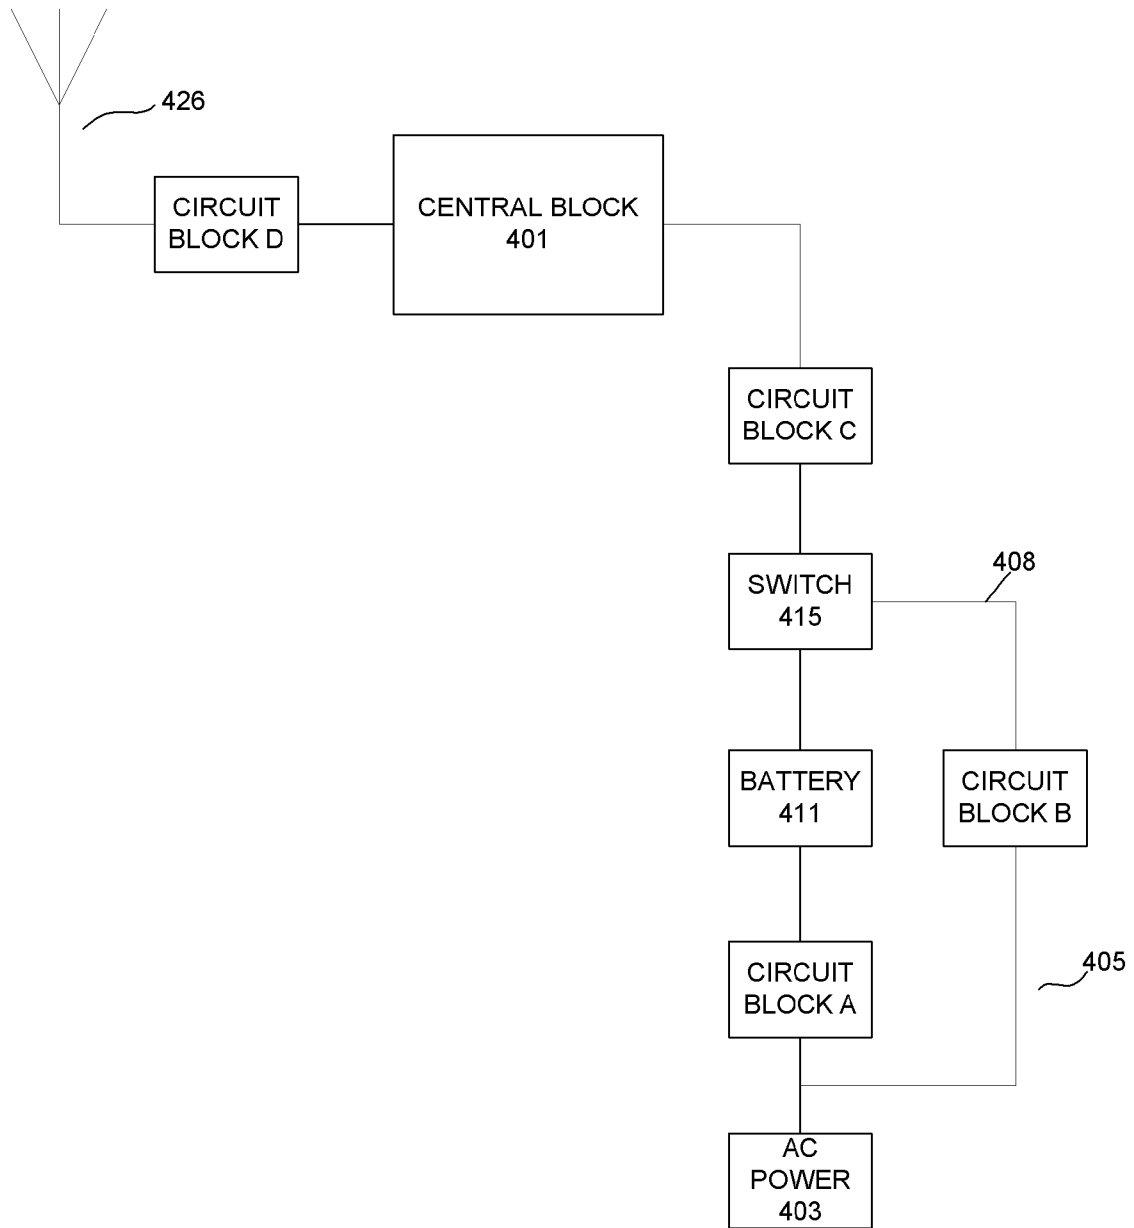 426
CIRCUIT
BLOCK D
CENTRAL BLOCK
401
CIRCUIT
BLOCK C
408
SWITCH
415
BATTERY
411
CIRCUIT
BLOCK B
405
CIRCUIT
BLOCK A
AC
POWER
403